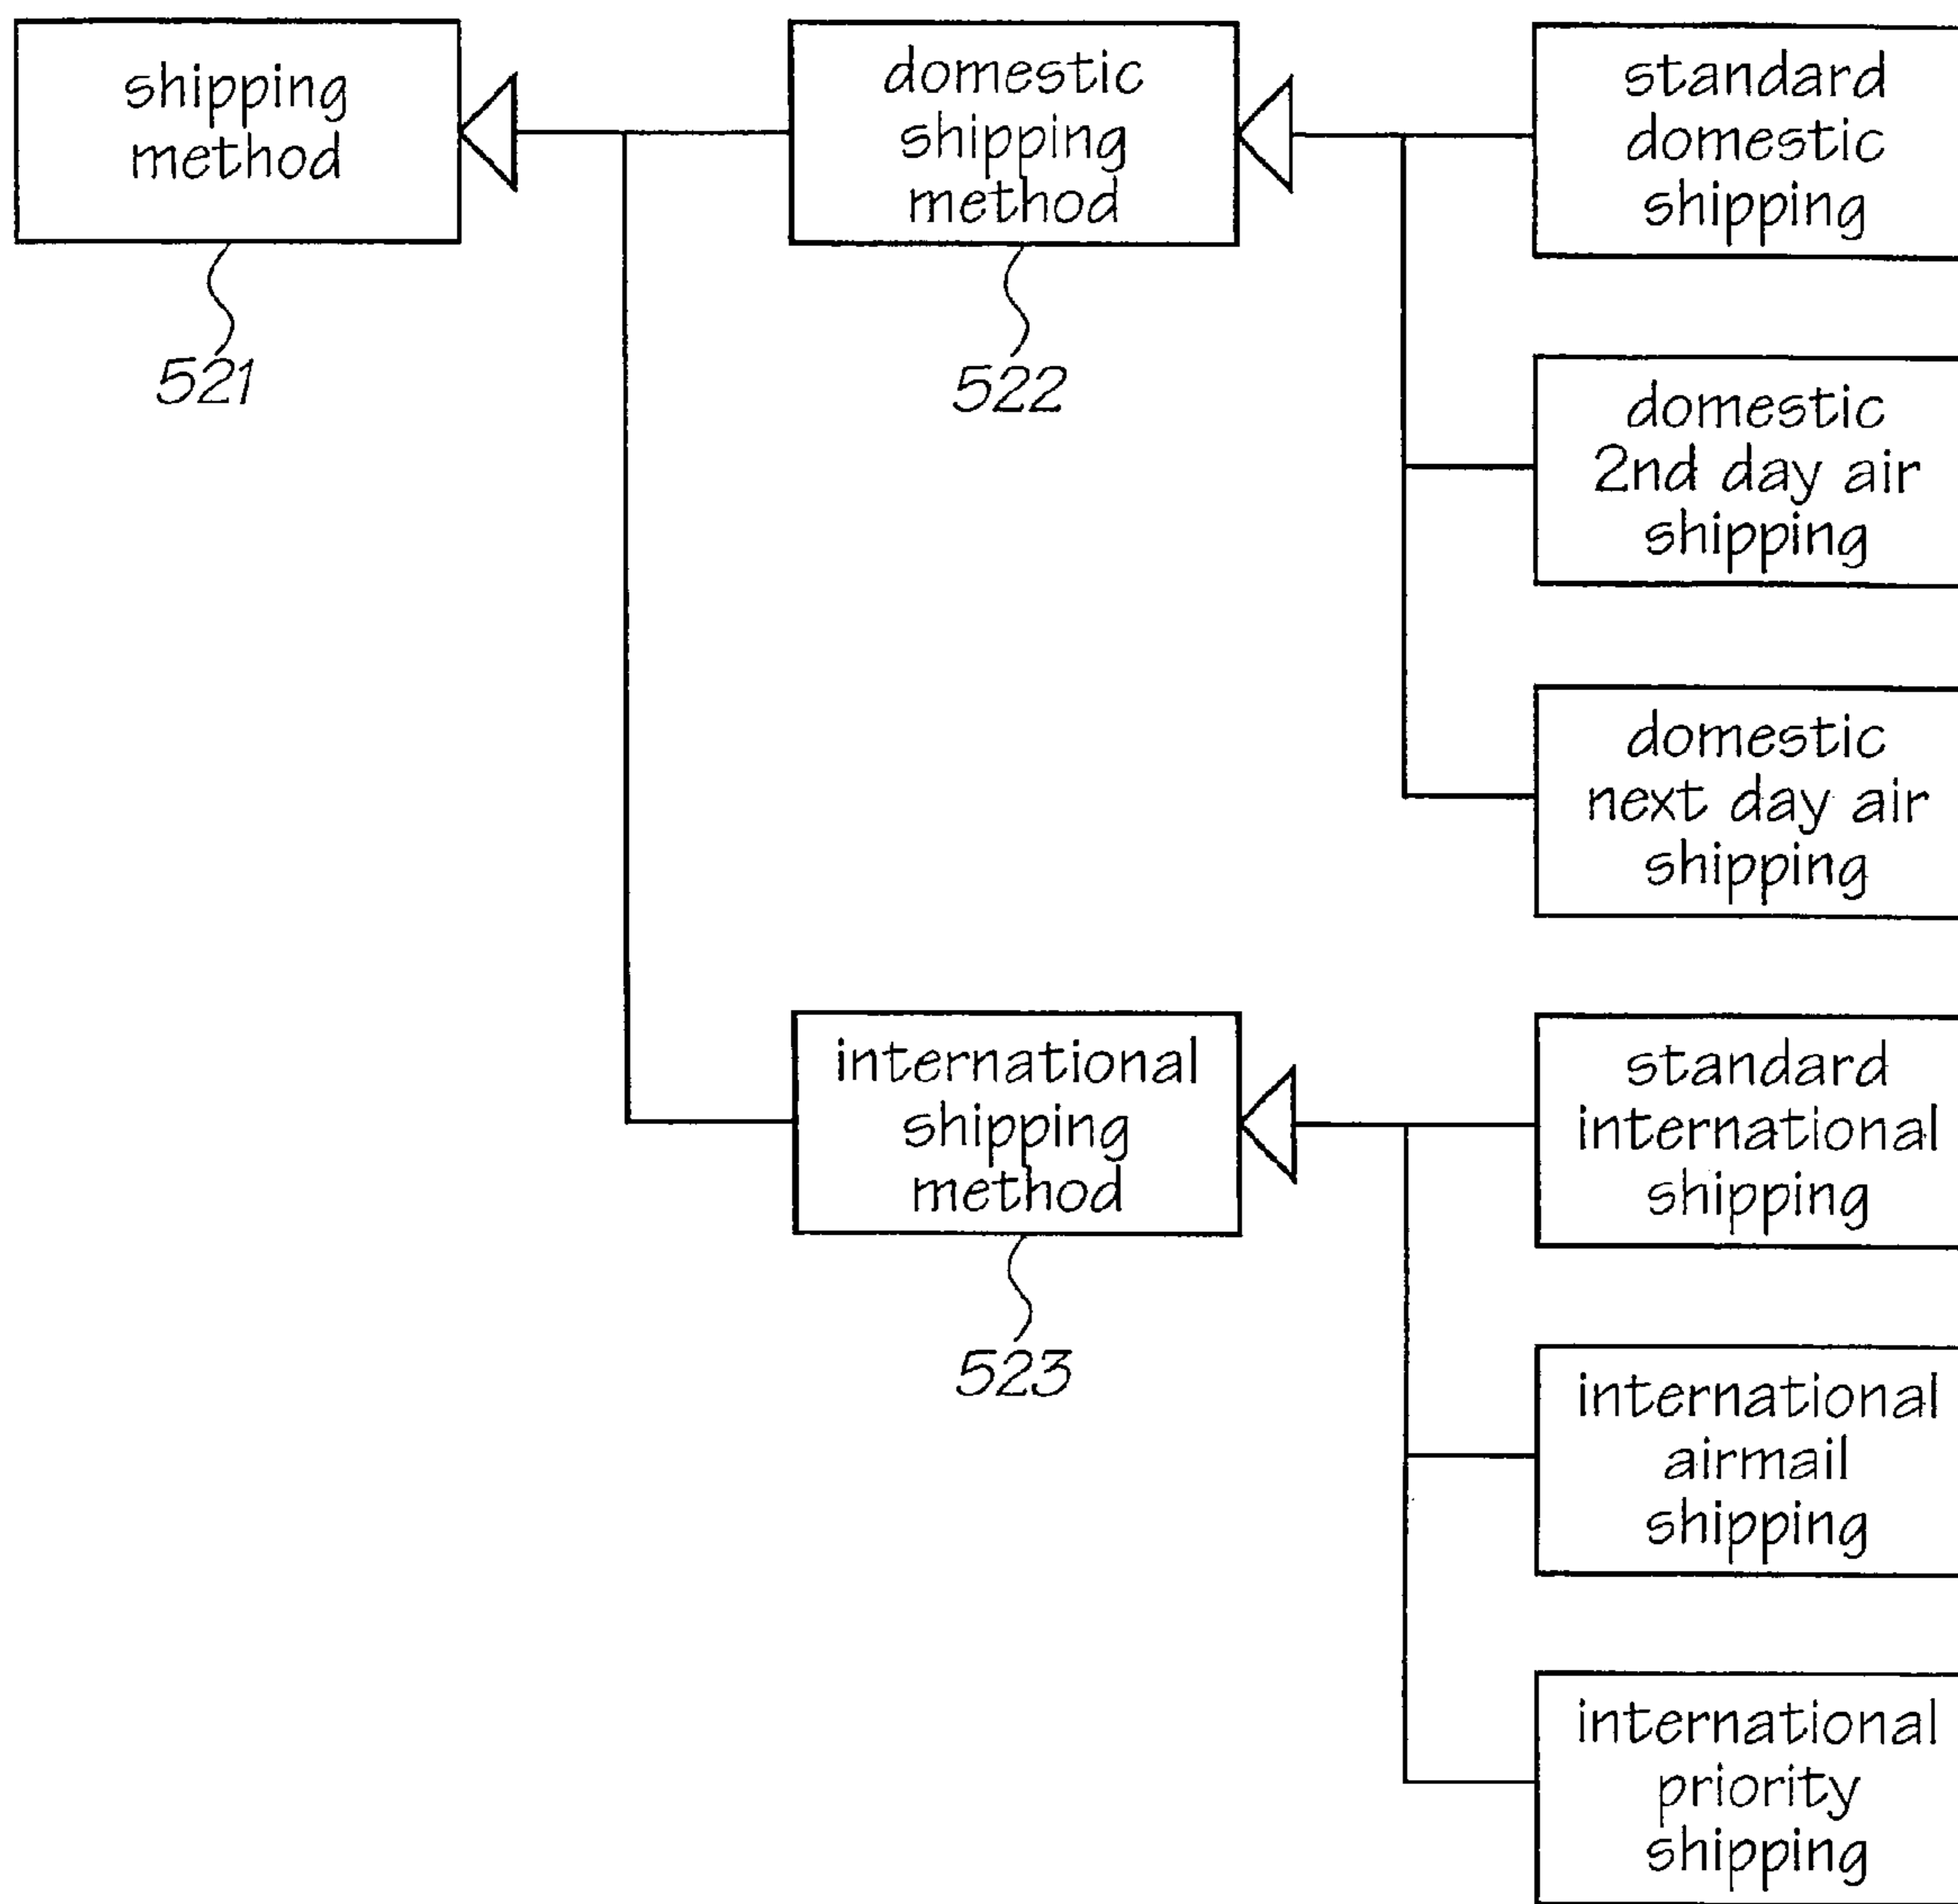 shipping
method
521
domestic
shipping
method
522
standard
domestic
shipping
domestic
2nd day air
shipping
domestic
next day air
shipping
international
shipping
method
523
standard
international
shipping
international
airmail
shipping
international
priority
shipping